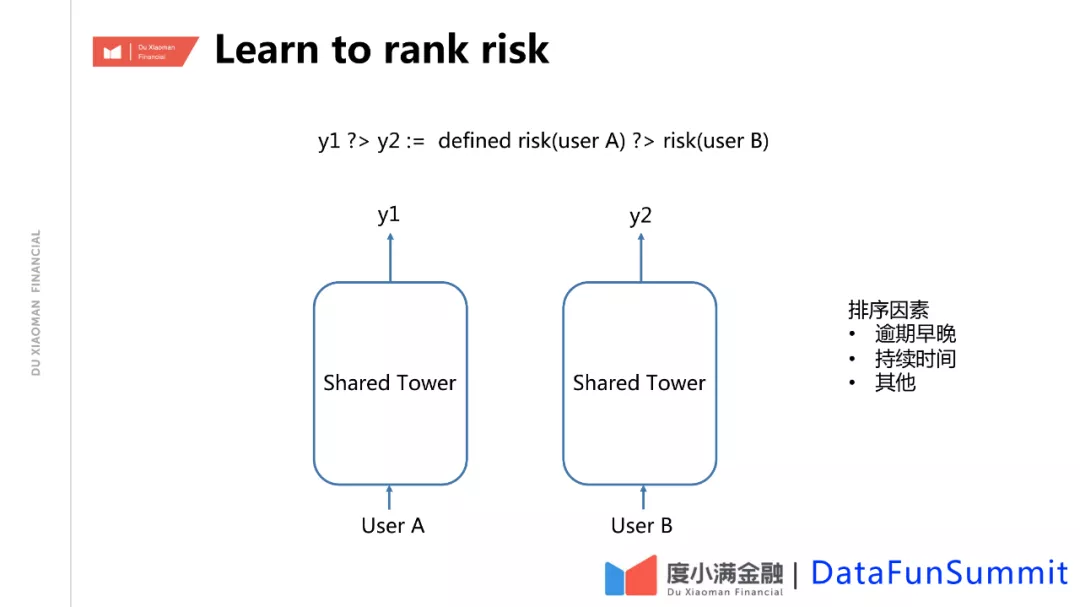 Du Xiaoman
Financial
Learn to rank risk
y1 ?> y2 := defined risk(user A) ?> risk(user B)
y1
y2
Shared Tower
Shared Tower
User A
User B
排序因素
• 逾期早晚
• 持续时间
• 其他
DU XIAOMAN FINANCIAL
度小满金融 | DataFunSummit
Du Xiaoman Financial